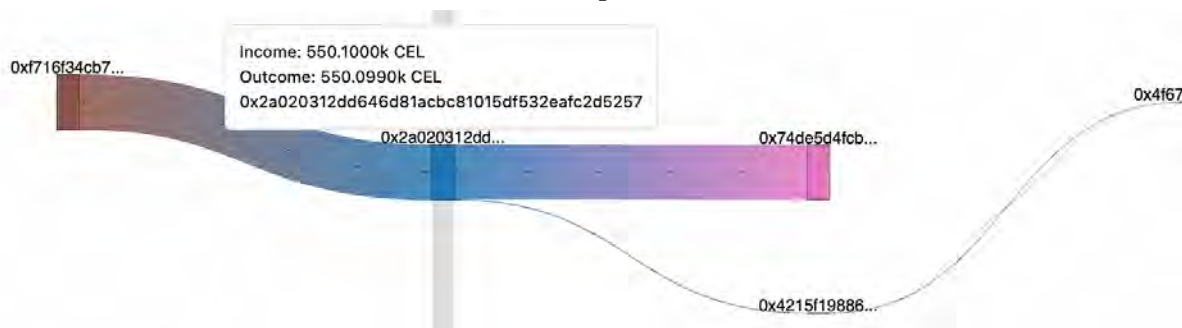 Income: 550.1000k CEL
0xf716f34cb7...
Outcome: 550.0990k CEL
0x2a020312dd646d81acbc81015df532eafc2d5257
0x4f67
0x2a020312dd...
0x74de5d4fcb...
0x4215f19886...